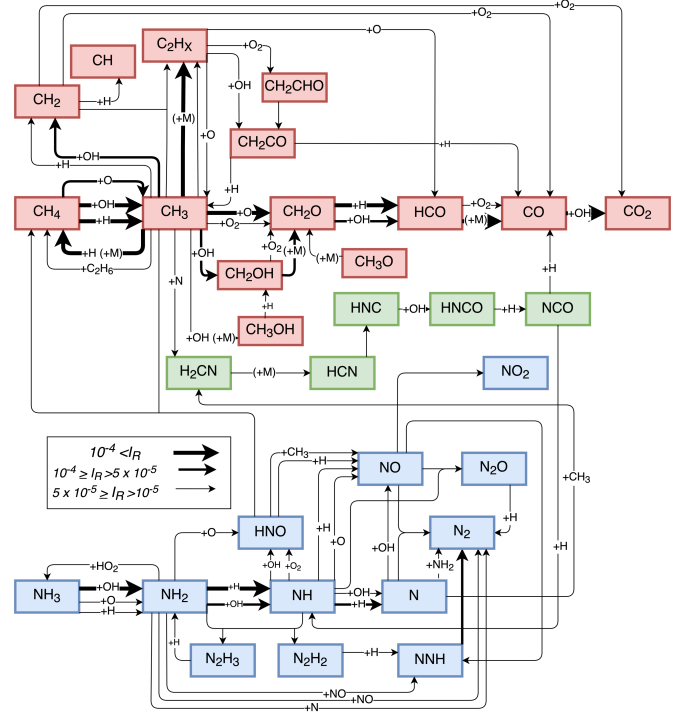 +O₂
+O₂
+O
C₂Hₓ
+O₂
CH
+OH
CH₂CHO
CH₂
+H
(+M)
+O
CH₂CO
+H
+OH
+H
+H
+O
+OH
+H
CH₄
CH₃
+O
+O₂
CH₂O
+H
+OH
HCO
+O₂
(+M)
CO
+OH
CO₂
+H (+M)
+C₂H₆
+OH
+O₂
(+M)
(+M)
CH₃O
CH₂OH
+H
+N
+H
+OH (+M)
CH₃OH
HNC
+OH
HNCO
+H
NCO
H₂CN
(+M)
HCN
NO₂
10⁻⁴ <I_R
10⁻⁴ ≥ I_R > 5 x 10⁻⁵
5 x 10⁻⁵ ≥ I_R >10⁻⁵
+CH₃
+H
NO
N₂O
+CH₃
+O
HNO
+H
+O
+OH
+H
N₂
+H
+HO₂
+OH
+O₂
+NH₂
NH₃
+OH
+O
+H
NH₂
+H
+OH
NH
+OH
+H
N
+H
N₂H₃
N₂H₂
+H
NNH
+NO
+NO
+N